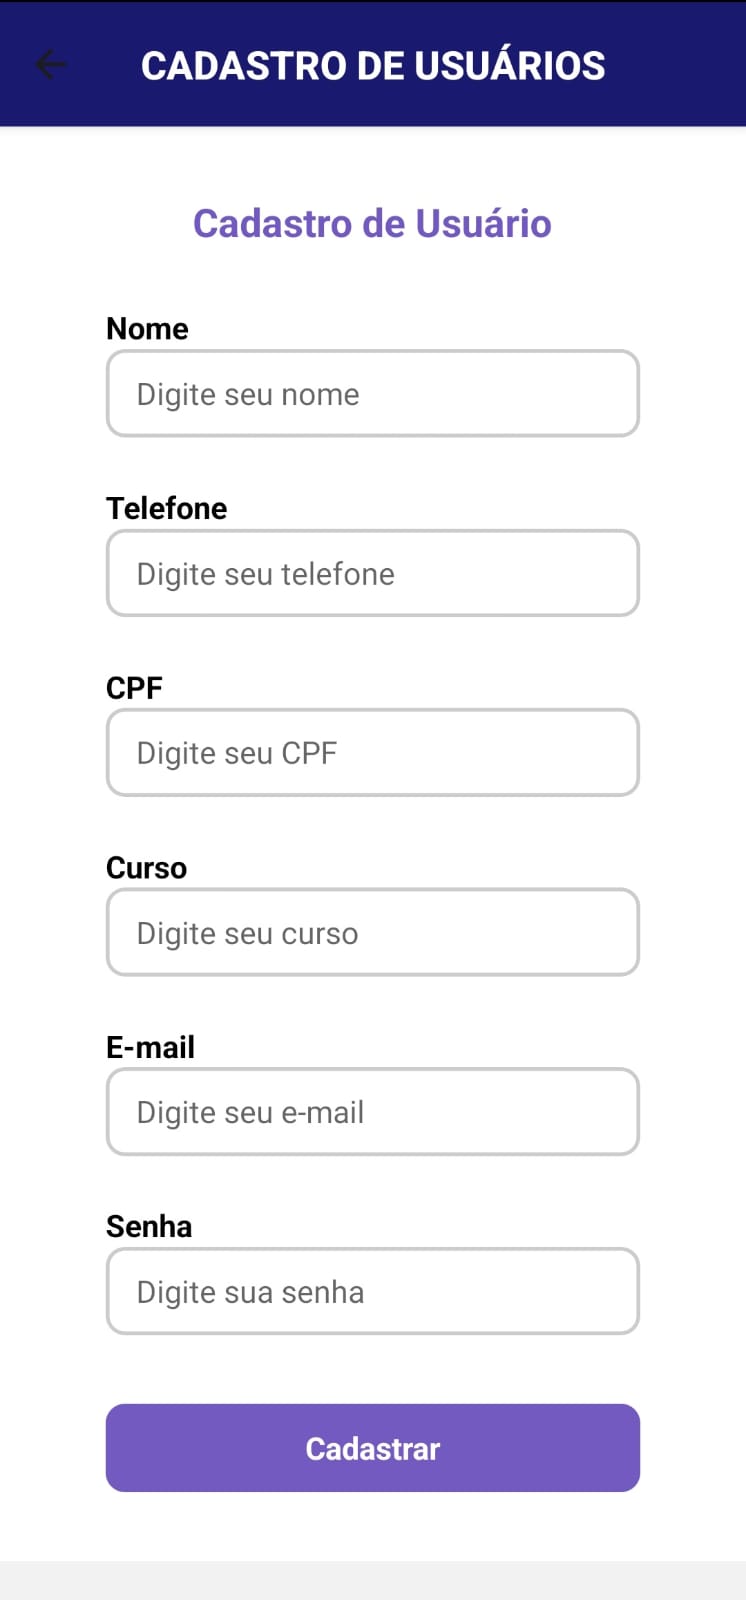 CADASTRO DE USUÁRIOS
Cadastro de Usuário
Nome
Digite seu nome
Telefone
Digite seu telefone
CPF
Digite seu CPF
Curso
Digite seu curso
E-mail
Digite seu e-mail
Senha
Digite sua senha
Cadastrar